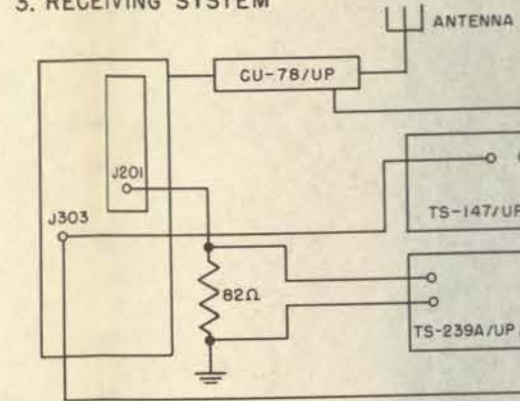 3. RECEIVING SYSTEM
ANTENNA
CU-78/UP
J201
J303
TS-147/UP
82Ω
TS-239A/UP